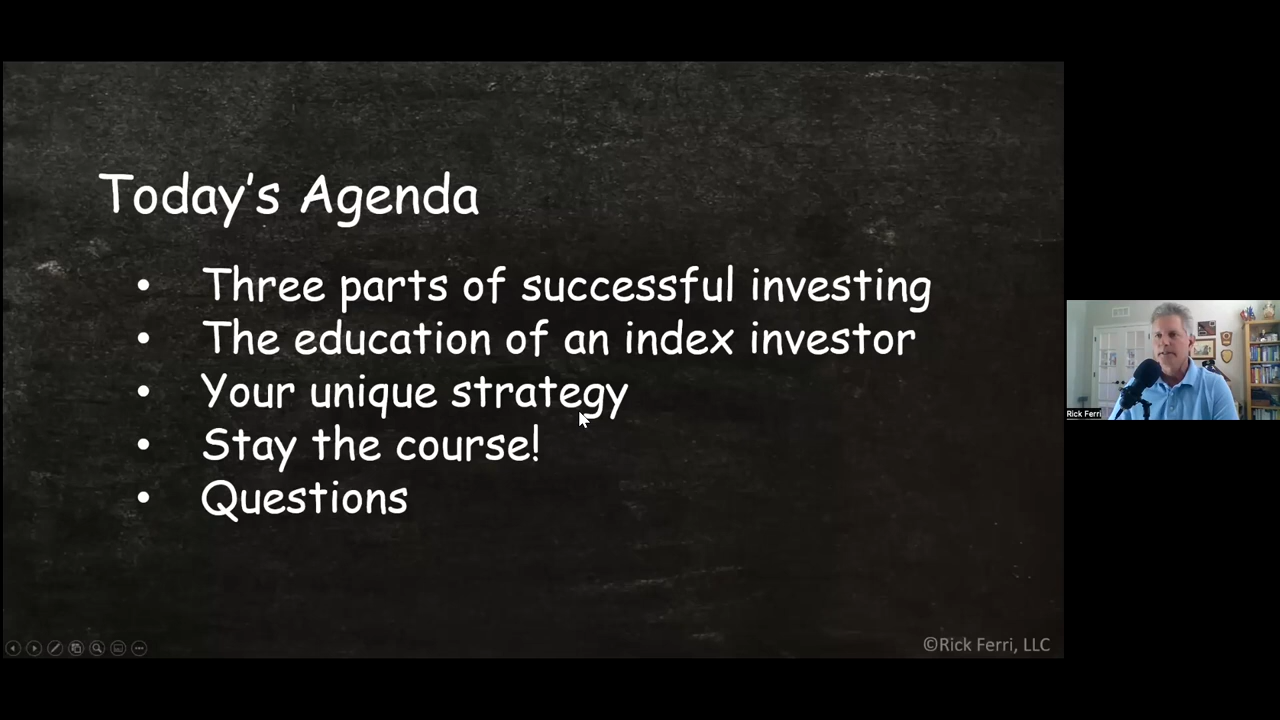 Today's Agenda
• Three parts of successful investing
• The education of an index investor
• Your unique strategy
• Stay the course!
• Questions
©Rick Ferri, LLC
Rick Ferri